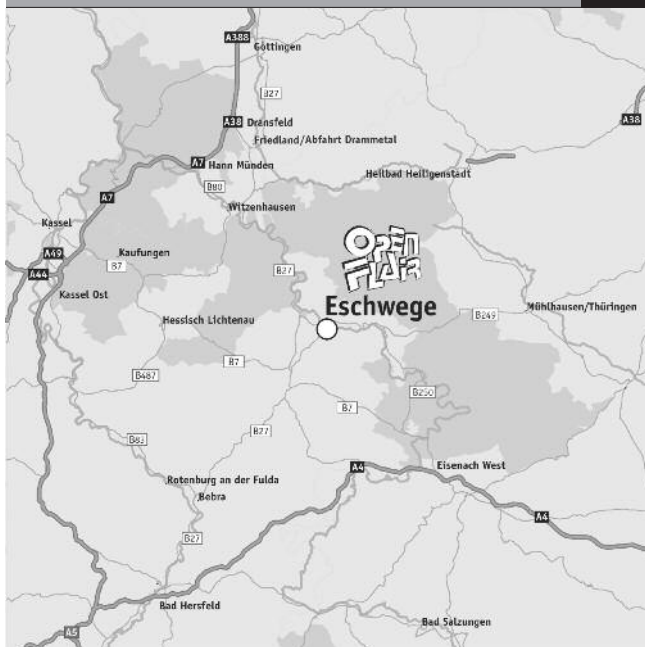 A388
Göttingen
B27
A38
Dransfeld
A38
Friedland/Abfahrt Drammetal
A7
Hann Münden
Heilbad Heiligenstadt
B80
A7
Witzenhausen
Kassel
OPEN
FLAIR
A49
Kaufungen
B7
B27
A44
Kassel Ost
Eschwege
Mühlhausen/Thüringen
B249
Hessisch Lichtenau
B7
B487
B250
B7
B27
B83
A4
Eisenach West
Rotenburg an der Fulda
Bebra
A4
B27
Bad Hersfeld
Bad Salzungen
A5